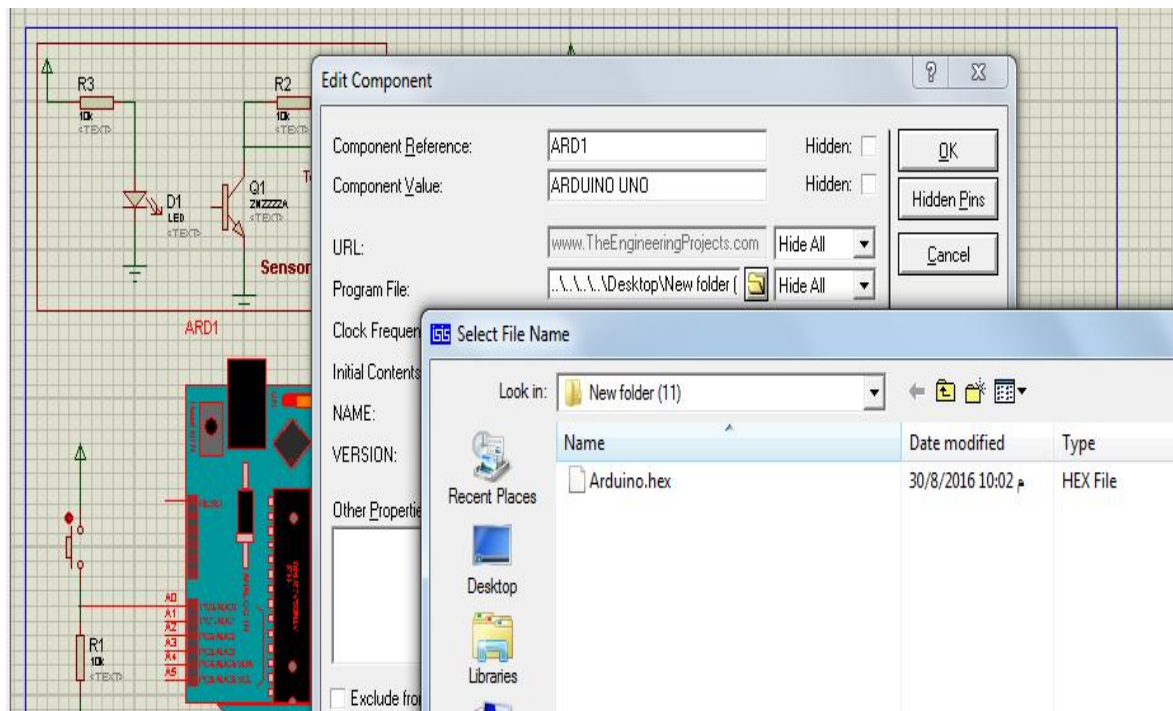 R3
10k
<TEXT>
R2
10k
<TEXT>
D1
LED
<TEXT>
Q1
2N2222A
<TEXT>
Sensor
ARD1
A0
A1
A2
A3
A4
A5
R1
10k
<TEXT>
Edit Component
Component Reference:
ARD1
Hidden:
OK
Component Value:
ARDUINO UNO
Hidden:
Hidden Pins
URL:
www.TheEngineeringProjects.com
Hide All
Cancel
Program File:
..\..\..\..\Desktop\New folder (
Hide All
Clock Frequen
Initial Contents
NAME:
VERSION:
Other Propertie
Exclude fro
isis Select File Name
Look in:
New folder (11)
Name
Date modified
Type
Arduino.hex
30/8/2016 10:02 م
HEX File
Recent Places
Desktop
Libraries